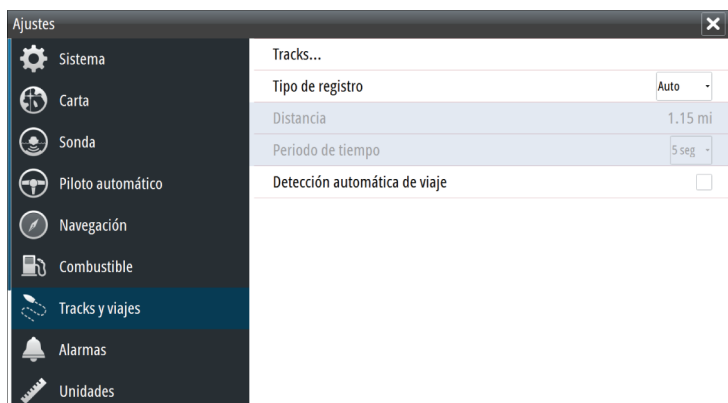 Ajustes
Sistema
Carta
Sonda
Piloto automático
Navegación
Combustible
Tracks y viajes
Alarmas
Unidades
Tracks...
Tipo de registro Auto
Distancia 1.15 mi
Periodo de tiempo 5 seg
Detección automática de viaje